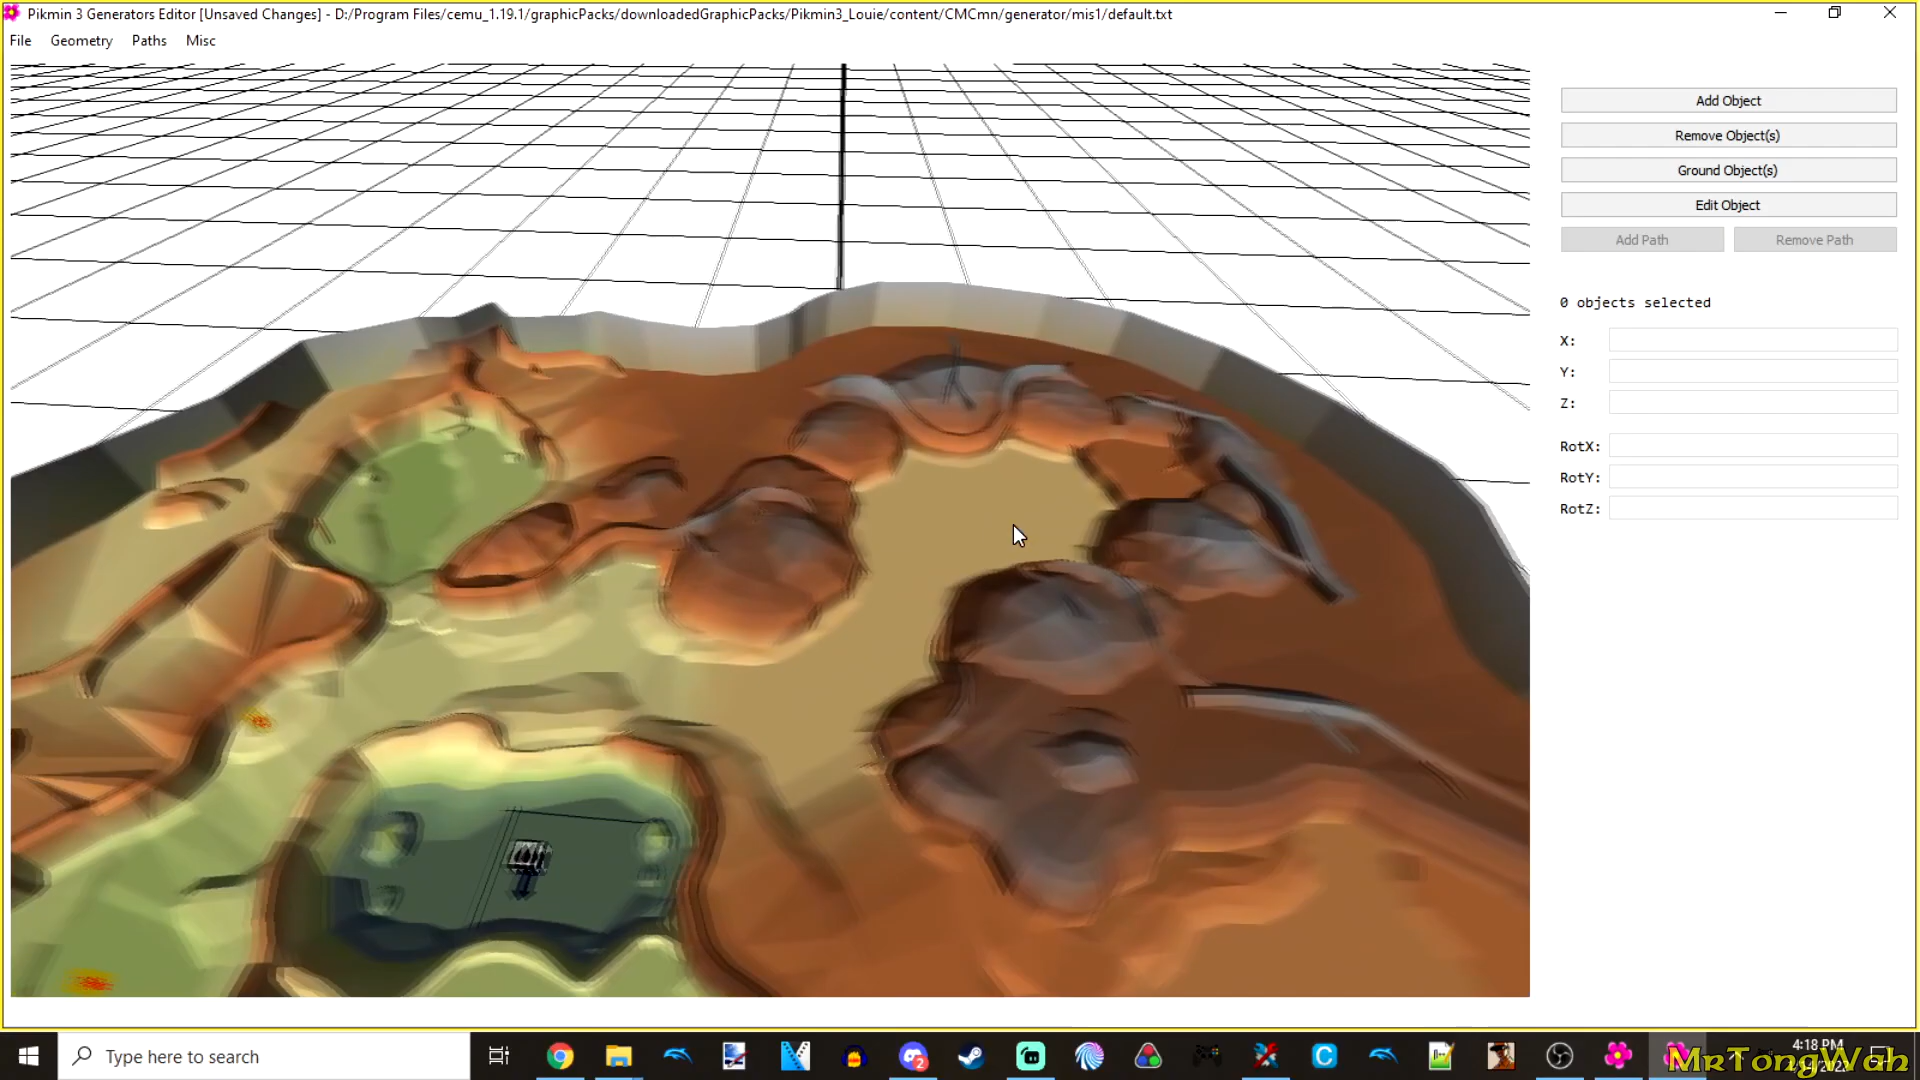 Pikmin 3 Generators Editor [Unsaved Changes] - D:/Program Files/cemu_1.19.1/graphicPacks/downloadedGraphicPacks/Pikmin3_Louie/content/CMCmn/generator/mis1/default.txt
File Geometry Paths Misc
Add Object
Remove Object(s)
Ground Object(s)
Edit Object
Add Path Remove Path
0 objects selected
X:
Y:
Z:
RotX:
RotY:
RotZ:
Type here to search
4:18 PM
MrTongWah